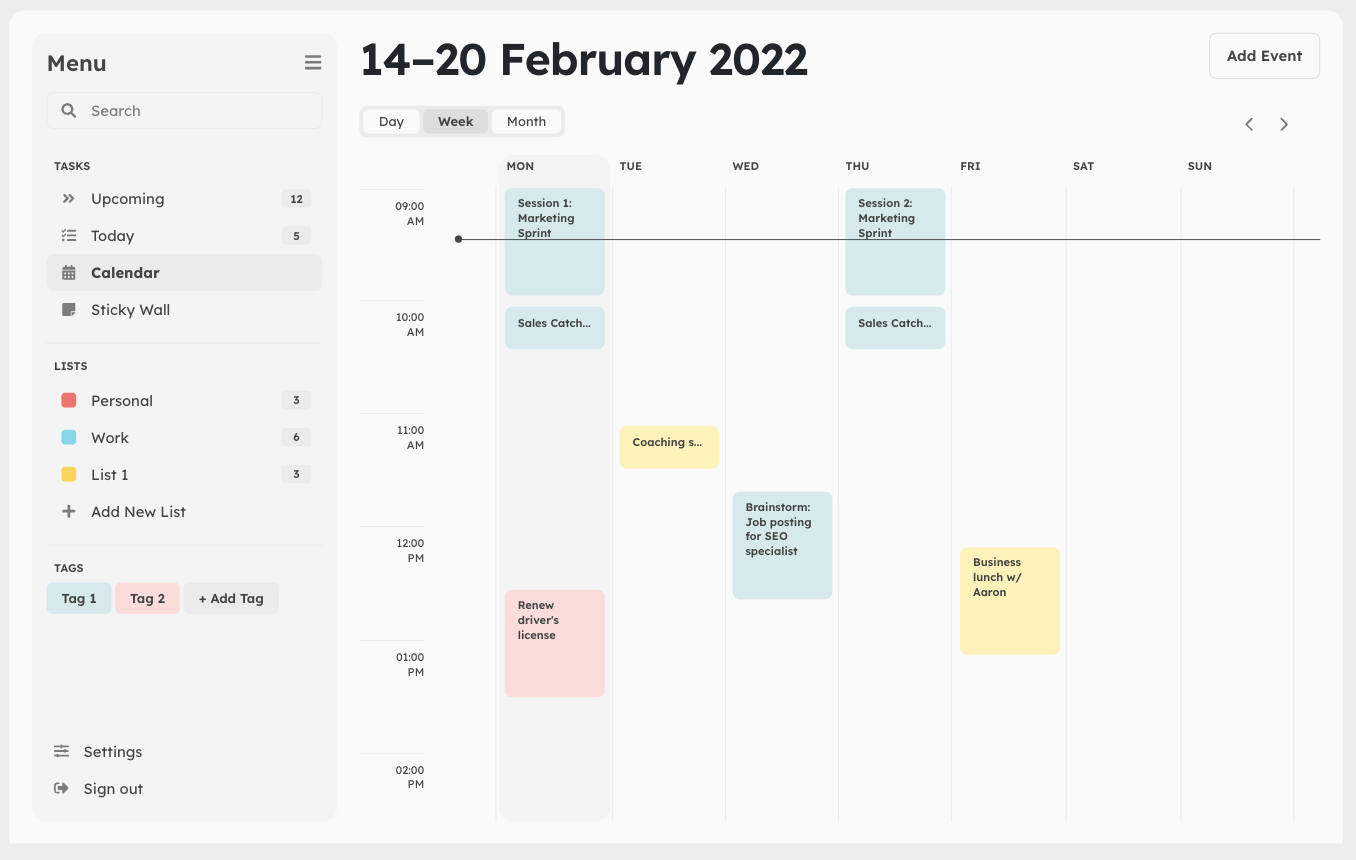 Menu
Search
TASKS
Upcoming 12
Today 5
Calendar
Sticky Wall
LISTS
Personal 3
Work 6
List 1 3
Add New List
TAGS
Tag 1 Tag 2 + Add Tag
Settings
Sign out
14–20 February 2022
Add Event
Day Week Month
MON TUE WED THU FRI SAT SUN
09:00
AM
Session 1:
Marketing
Sprint
Session 2:
Marketing
Sprint
10:00
AM
Sales Catch...
Sales Catch...
11:00
AM
Coaching s...
Brainstorm:
Job posting
for SEO
specialist
12:00
PM
Business
lunch w/
Aaron
Renew
driver's
license
01:00
PM
02:00
PM